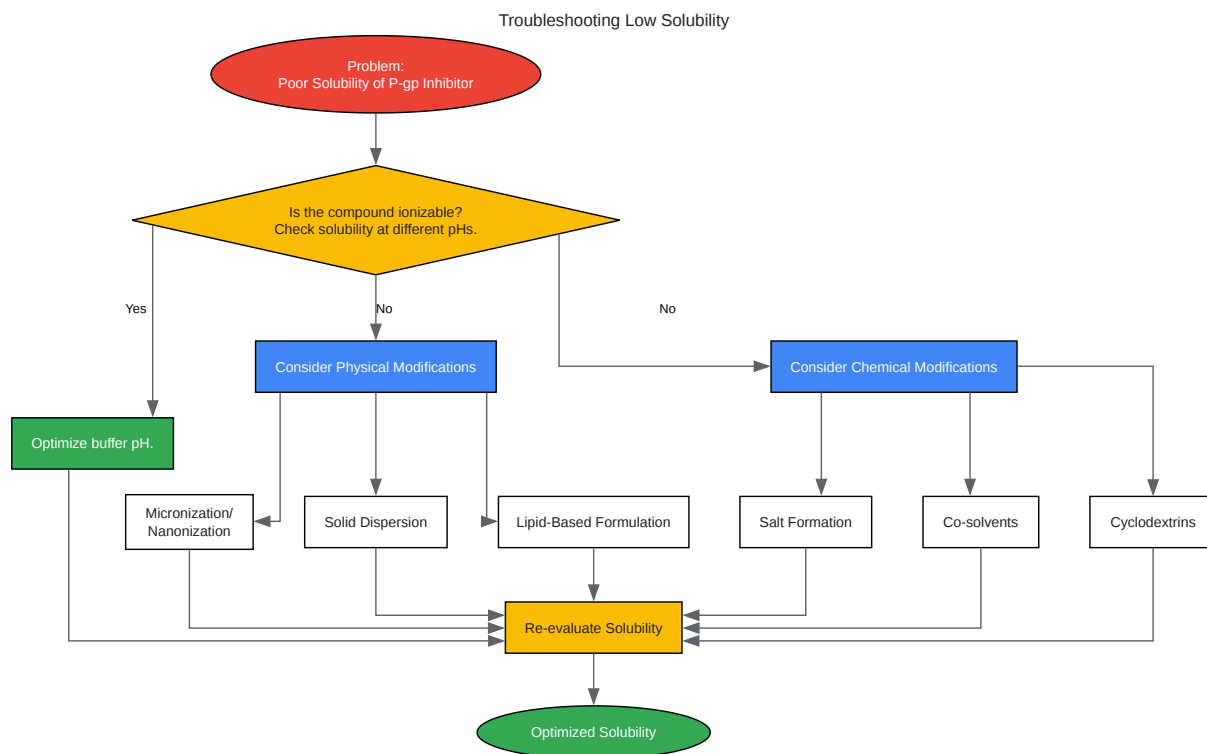 Troubleshooting Low Solubility
Problem:
Poor Solubility of P-gp Inhibitor
Is the compound ionizable?
Check solubility at different pHs.
Yes
No
No
Consider Physical Modifications
Consider Chemical Modifications
Optimize buffer pH.
Micronization/
Nanonization
Solid Dispersion
Lipid-Based Formulation
Salt Formation
Co-solvents
Cyclodextrins
Re-evaluate Solubility
Optimized Solubility